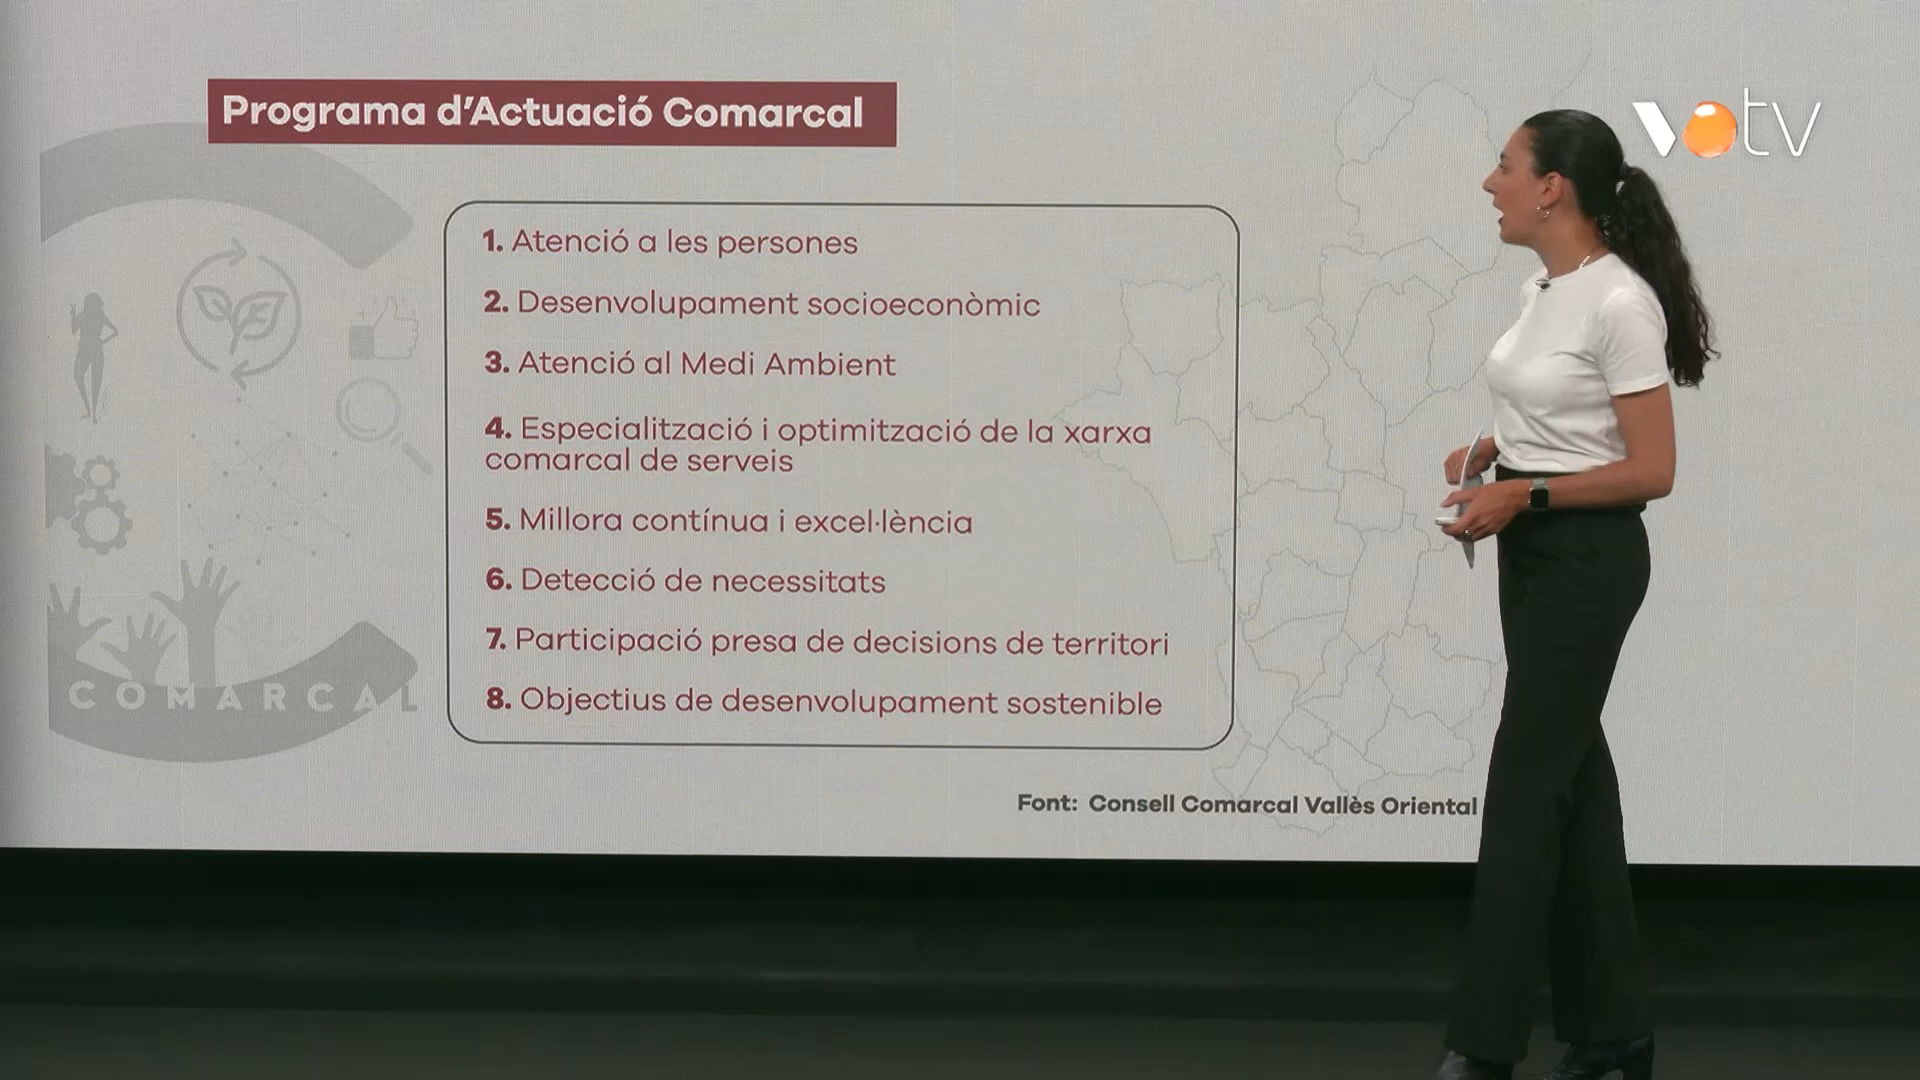 Programa d'Actuació Comarcal
votv
1. Atenció a les persones
2. Desenvolupament socioeconòmic
3. Atenció al Medi Ambient
4. Especialització i optimització de la xarxa
comarcal de serveis
5. Millora contínua i excel·lència
6. Detecció de necessitats
7. Participació presa de decisions de territori
8. Objectius de desenvolupament sostenible
COMARCAL
Font: Consell Comarcal Vallès Oriental